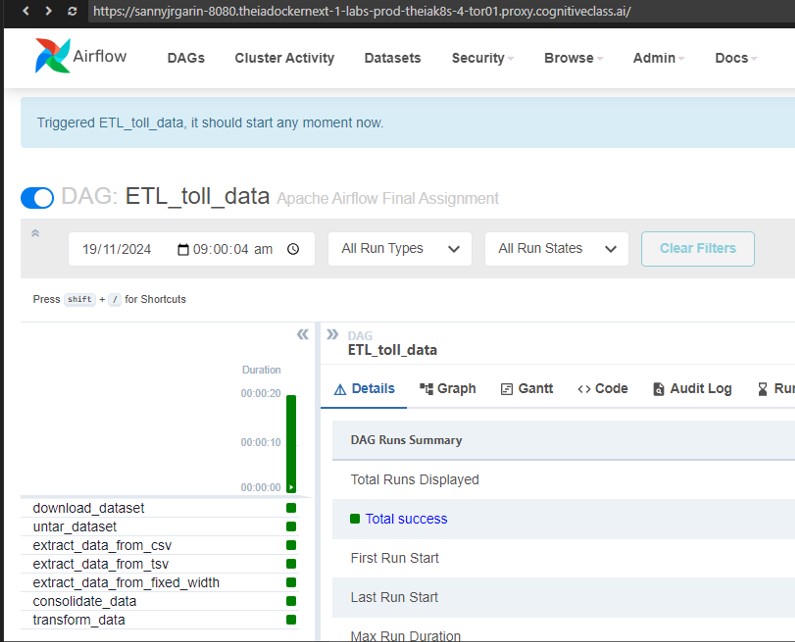 https://sannyjrgarin-8080.theiadockernext-1-labs-prod-theiak8s-4-tor01.proxy.cognitiveclass.ai/
Airflow DAGs Cluster Activity Datasets Security Browse Admin Docs
Triggered ETL_toll_data, it should start any moment now.
DAG: ETL_toll_data Apache Airflow Final Assignment
19/11/2024 09:00:04 am All Run Types All Run States Clear Filters
Press shift + / for Shortcuts
DAG
ETL_toll_data
Duration
00:00:20
00:00:10
00:00:00
download_dataset
untar_dataset
extract_data_from_csv
extract_data_from_tsv
extract_data_from_fixed_width
consolidate_data
transform_data
Details Graph Gantt Code Audit Log Run
DAG Runs Summary
Total Runs Displayed
Total success
First Run Start
Last Run Start
Max Run Duration